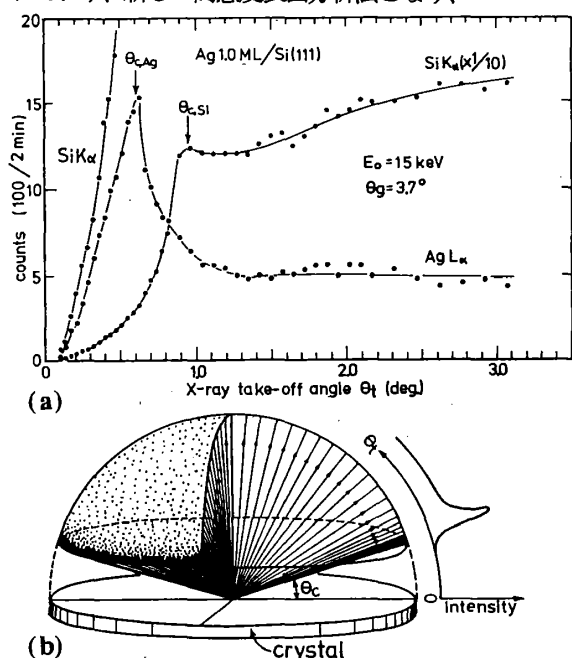 20
15
10
5
0
counts (100/2 min)
Ag 1.0 ML/Si(111)
SiKα(×1/10)
θc,Ag
θc,Si
SiKα
E₀ = 15 keV
θg = 3.7°
Ag Lα
1.0
2.0
3.0
X-ray take-off angle θt (deg.)
(a)
θt
θc
0
intensity
crystal
(b)